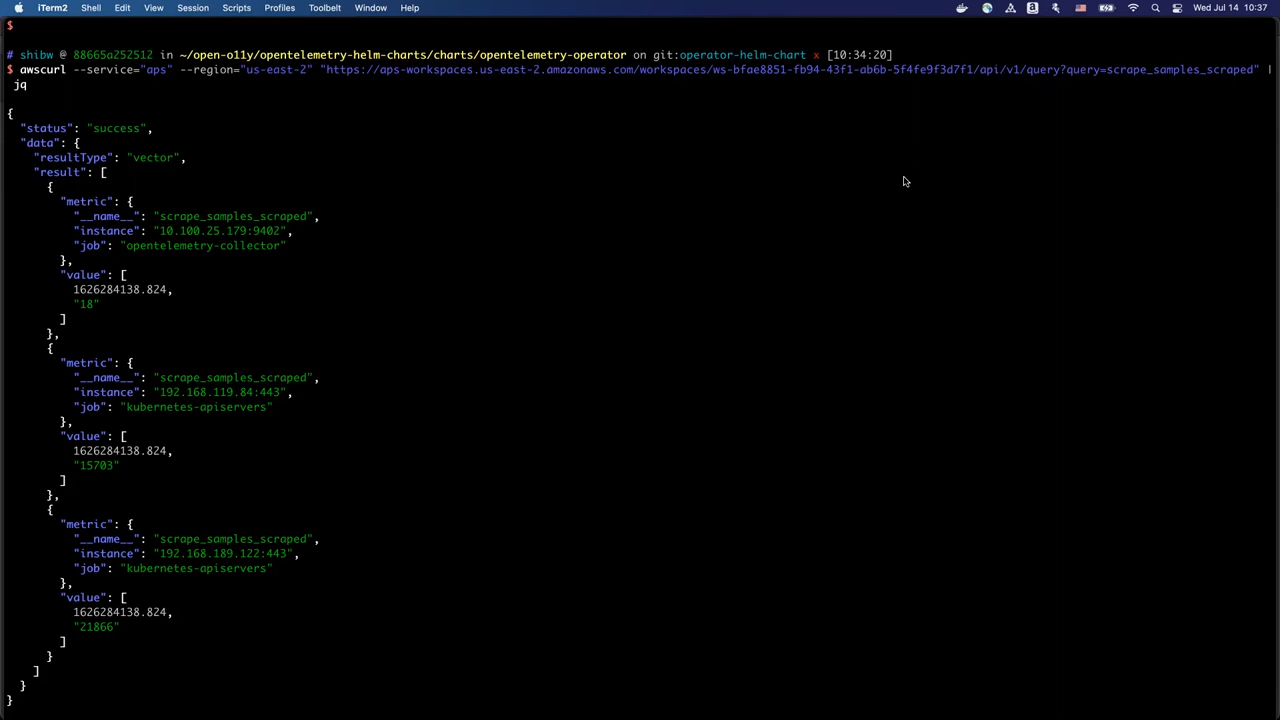 iTerm2 Shell Edit View Session Scripts Profiles Toolbelt Window Help Wed Jul 14 10:37
$
# shibw @ 88665a252512 in ~/open-o11y/opentelemetry-helm-charts/charts/opentelemetry-operator on git:operator-helm-chart x [10:34:20]
$ awscurl --service="aps" --region="us-east-2" "https://aps-workspaces.us-east-2.amazonaws.com/workspaces/ws-bfae8851-fb94-43f1-ab6b-5f4fe9f3d7f1/api/v1/query?query=scrape_samples_scraped" |
jq
{
"status": "success",
"data": {
"resultType": "vector",
"result": [
{
"metric": {
"__name__": "scrape_samples_scraped",
"instance": "10.100.25.179:9402",
"job": "opentelemetry-collector"
},
"value": [
1626284138.824,
"18"
]
},
{
"metric": {
"__name__": "scrape_samples_scraped",
"instance": "192.168.119.84:443",
"job": "kubernetes-apiservers"
},
"value": [
1626284138.824,
"15703"
]
},
{
"metric": {
"__name__": "scrape_samples_scraped",
"instance": "192.168.189.122:443",
"job": "kubernetes-apiservers"
},
"value": [
1626284138.824,
"21866"
]
}
]
}
}